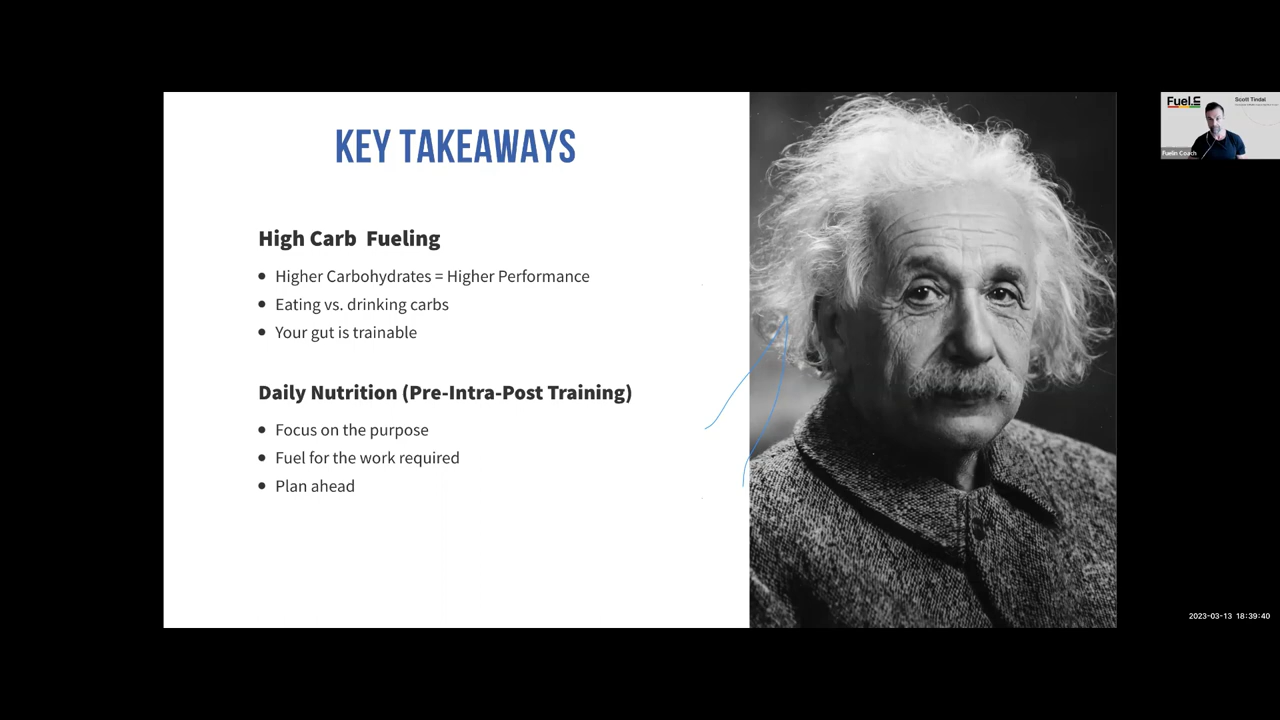 KEY TAKEAWAYS
High Carb Fueling
Higher Carbohydrates = Higher Performance
Eating vs. drinking carbs
Your gut is trainable
Daily Nutrition (Pre-Intra-Post Training)
Focus on the purpose
Fuel for the work required
Plan ahead
Fuel.in
Scott Tindal
Fuelin Coach
2023-03-13 18:39:40